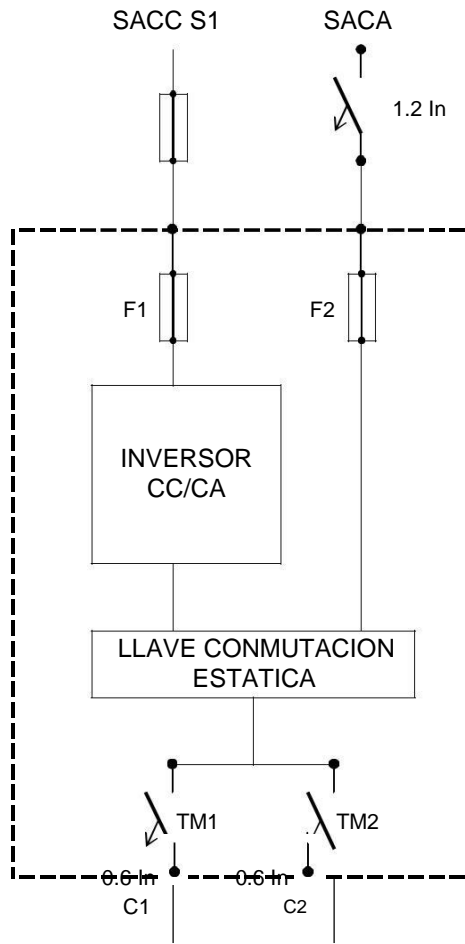 SACC S1
SACA
1.2 In
F1
F2
INVERSOR
CC/CA
LLAVE CONMUTACION
ESTATICA
TM1
TM2
0.6 In
0.6 In
C1
C2